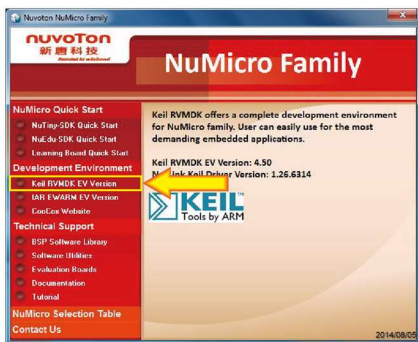 Nuvoton NuMicro Family
nuvoTon
新唐科技
NuMicro Family
NuMicro Quick Start
NuTiny-SDK Quick Start
NuEdu-SDK Quick Start
Learning Board Quick Start
Development Environment
Keil RVMDK EV Version
IAR EWARM EV Version
CooCox Website
Technical Support
BSP Software Library
Software Utilities
Evaluation Boards
Documentation
Tutorial
NuMicro Selection Table
Contact Us
Keil RVMDK offers a complete development environment
for NuMicro family. User can easily use for the most
demanding embedded applications.
Keil RVMDK EV Version: 4.50
Keil Driver Version: 1.26.6314
KEIL
Tools by ARM
2014/08/05